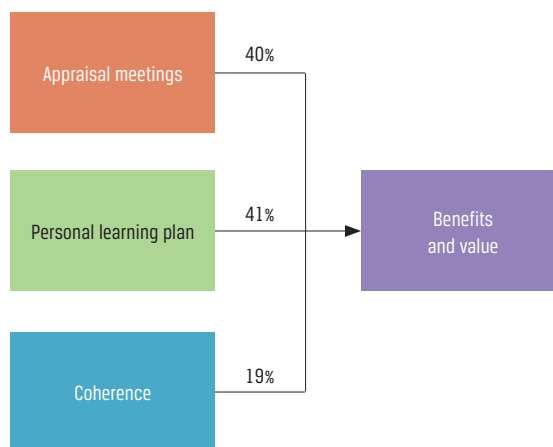 Appraisal meetings
40%
Personal learning plan
41%
Benefits
and value
Coherence
19%